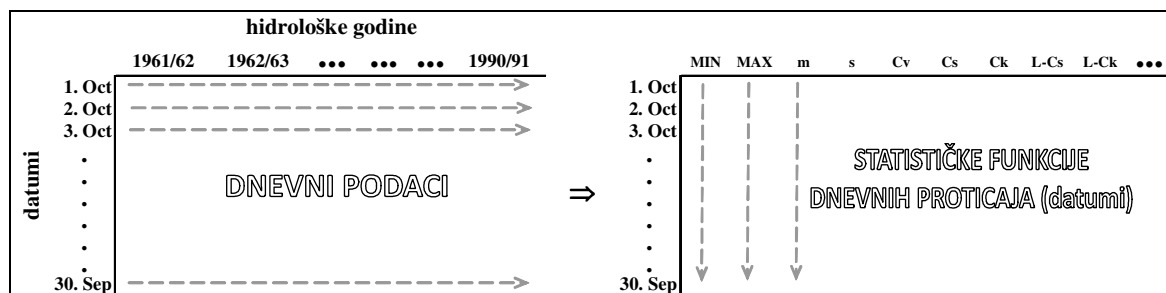 hidrološke godine
1961/62 1962/63 ••• ••• ••• 1990/91
datumi
1. Oct
2. Oct
3. Oct
30. Sep
DNEVNI PODACI
⇒
MIN MAX m s Cv Cs Ck L-Cs L-Ck •••
1. Oct
2. Oct
3. Oct
30. Sep
STATISTIČKE FUNKCIJE
DNEVNIH PROTICAJA (datumi)